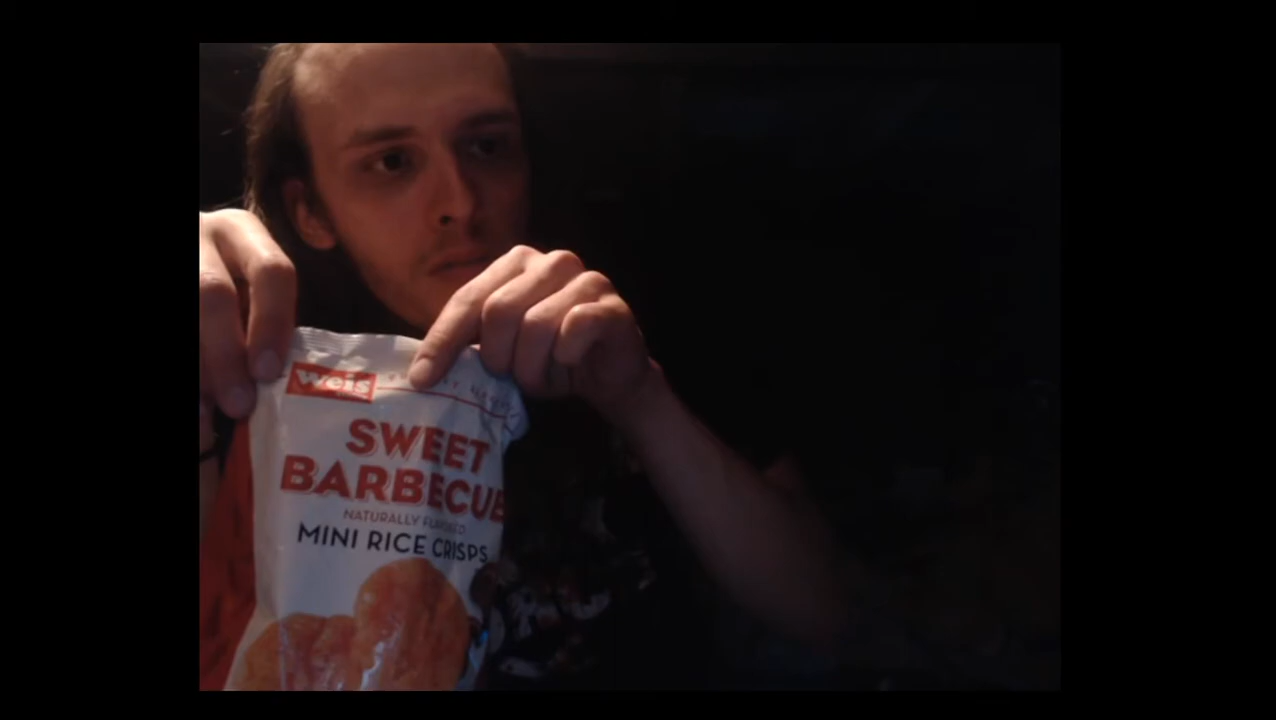 Weis
SWEET
BARBECUE
NATURALLY FLAVORED
MINI RICE CRISPS